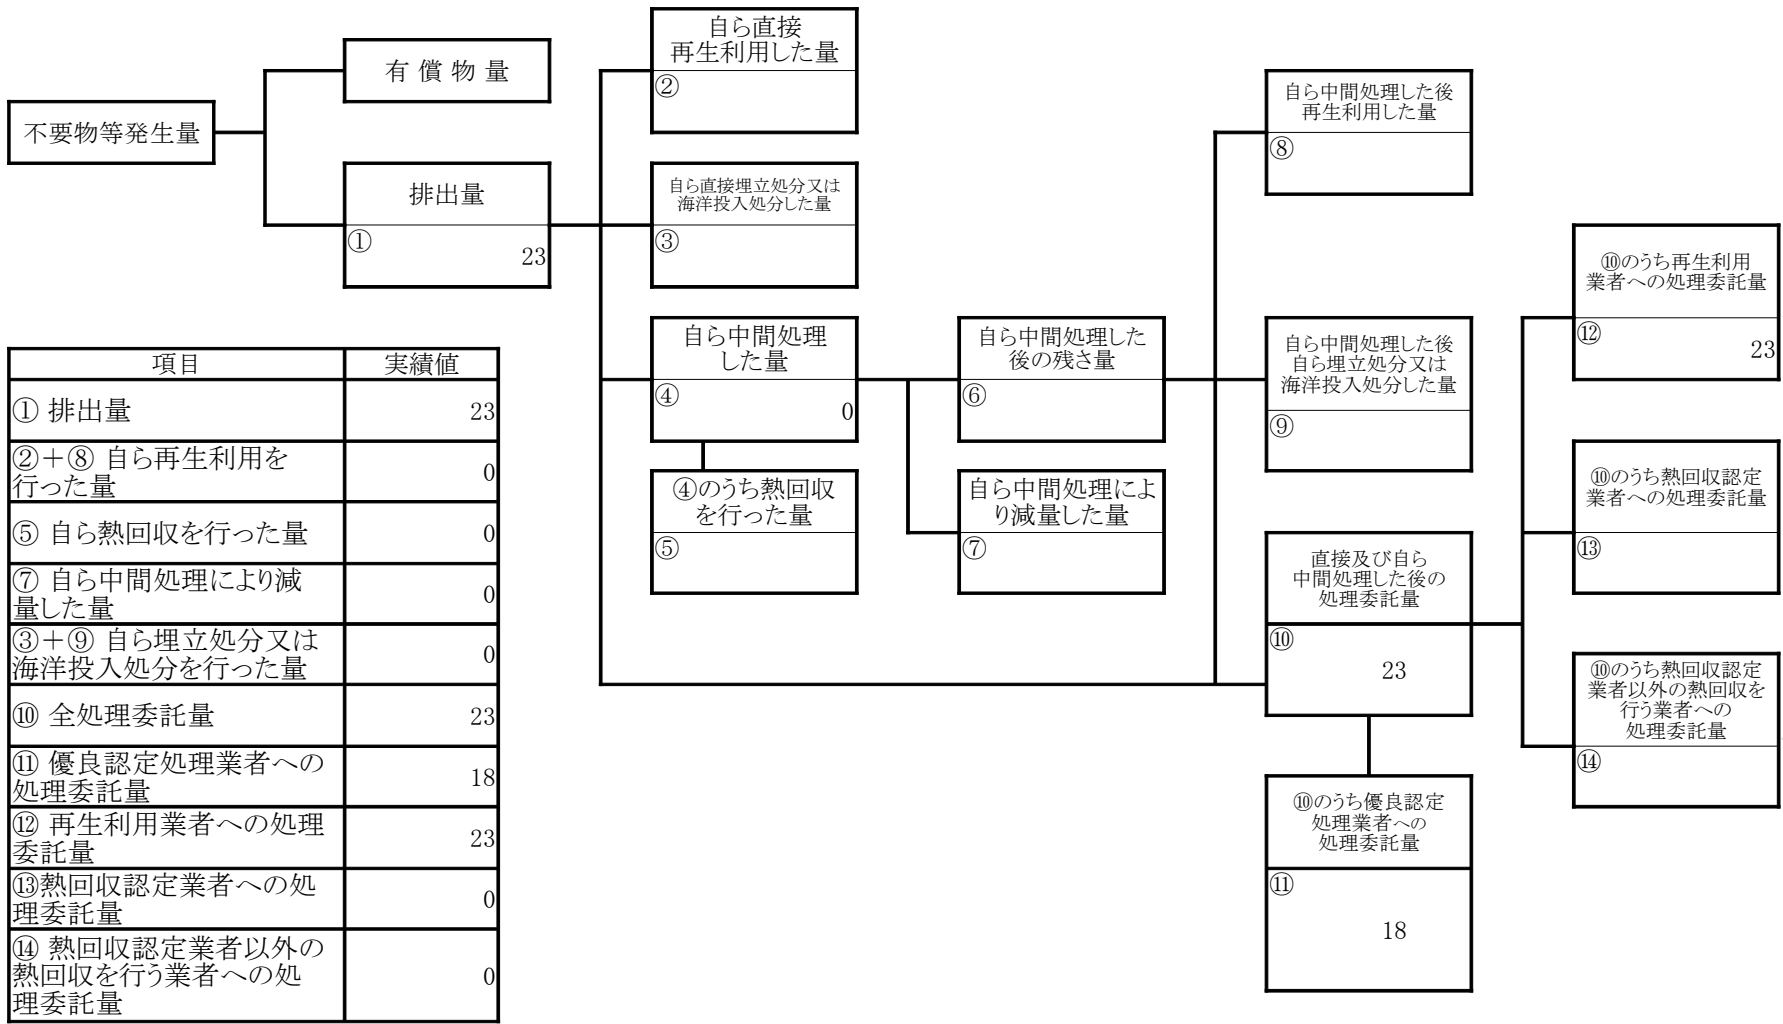 不要物等発生量
有 償 物 量
排出量
①
23
自ら直接
再生利用した量
②
自ら直接埋立処分又は
海洋投入処分した量
③
自ら中間処理
した量
④
0
④のうち熱回収
を行った量
⑤
自ら中間処理した
後の残さ量
⑥
自ら中間処理によ
り減量した量
⑦
自ら中間処理した後
再生利用した量
⑧
自ら中間処理した後
自ら埋立処分又は
海洋投入処分した量
⑨
直接及び自ら
中間処理した後の
処理委託量
⑩
23
⑩のうち優良認定
処理業者への
処理委託量
⑪
18
⑩のうち再生利用
業者への処理委託量
⑫
23
⑩のうち熱回収認定
業者への処理委託量
⑬
⑩のうち熱回収認定
業者以外の熱回収を
行う業者への
処理委託量
⑭
項目 実績値
① 排出量 23
②＋⑧ 自ら再生利用を
行った量 0
⑤ 自ら熱回収を行った量 0
⑦ 自ら中間処理により減
量した量 0
③＋⑨ 自ら埋立処分又は
海洋投入処分を行った量 0
⑩ 全処理委託量 23
⑪ 優良認定処理業者への
処理委託量 18
⑫ 再生利用業者への処理
委託量 23
⑬熱回収認定業者への処
理委託量 0
⑭ 熱回収認定業者以外の
熱回収を行う業者への処 0
理委託量